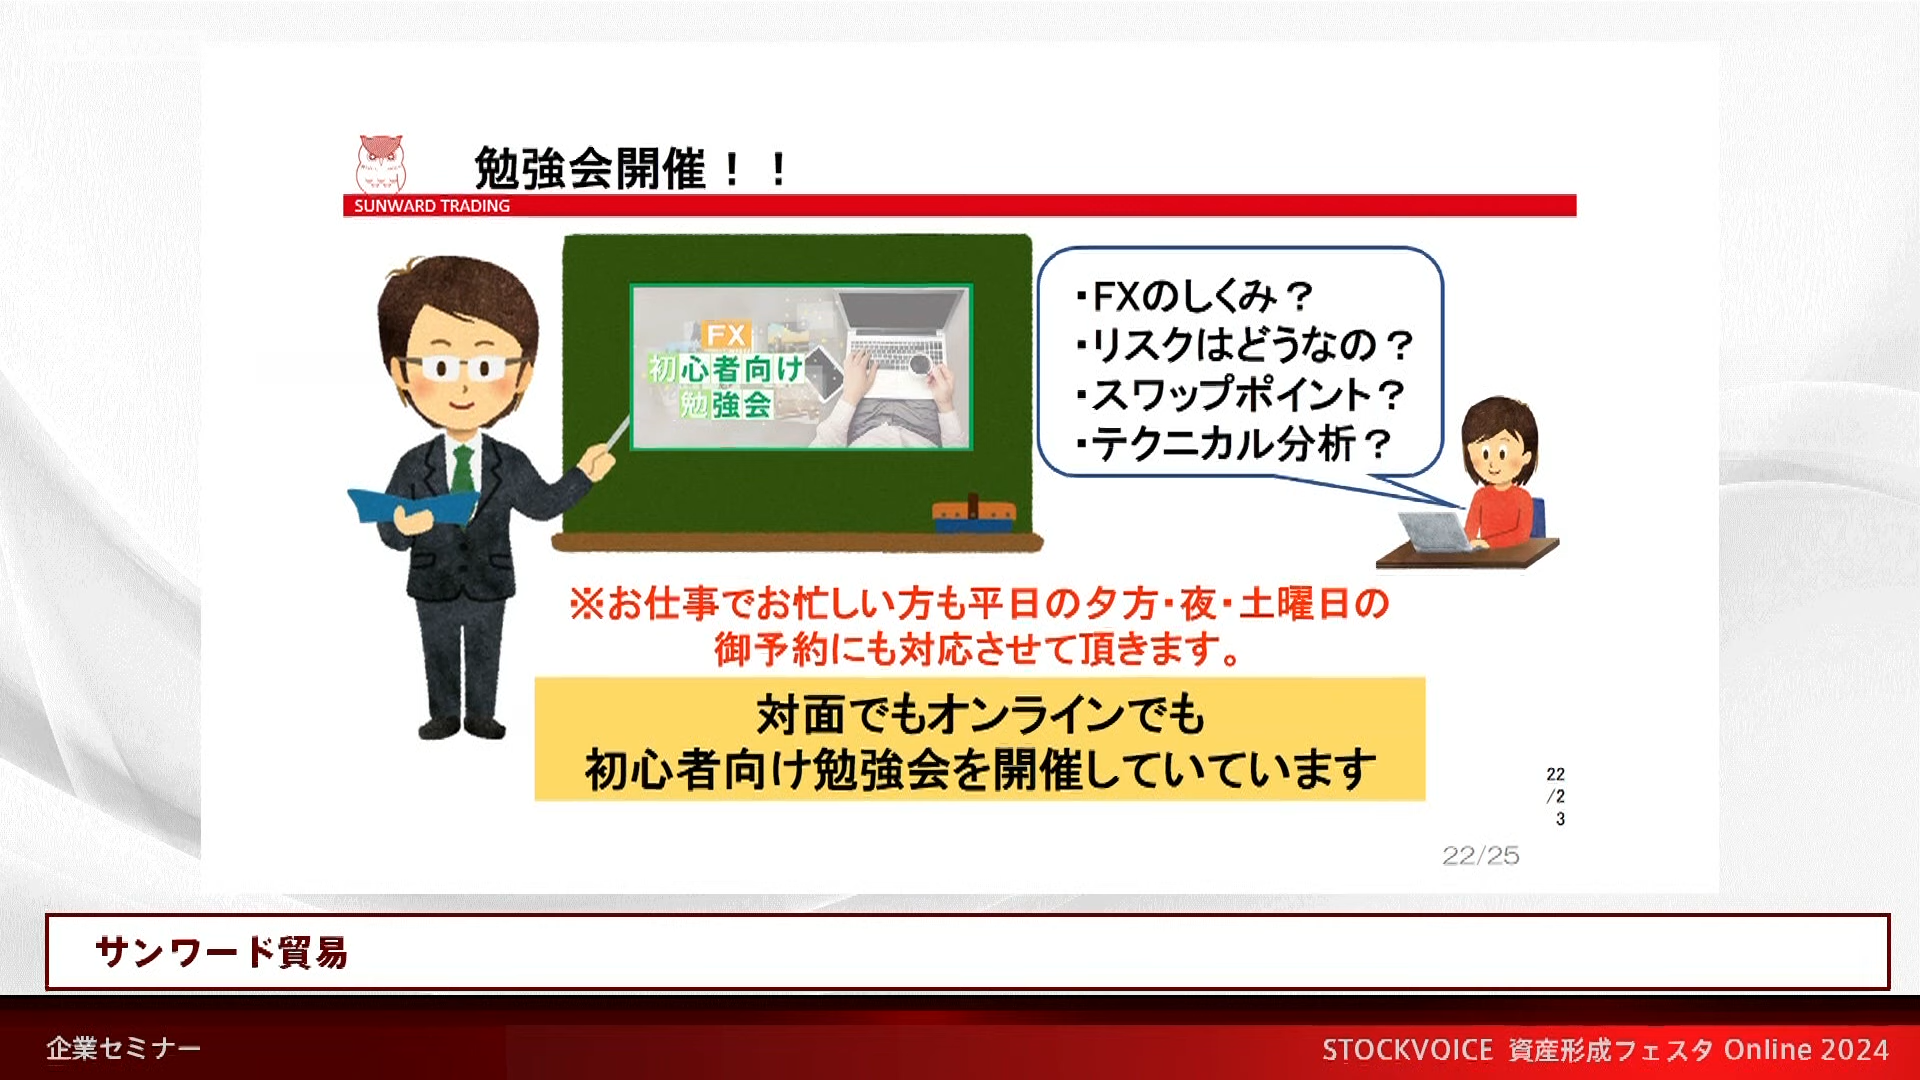 勉強会開催！！
SUNWARD TRADING
FX
初心者向け
勉強会
・FXのしくみ？
・リスクはどうなの？
・スワップポイント？
・テクニカル分析？
※お仕事でお忙しい方も平日の夕方・夜・土曜日の
御予約にも対応させて頂きます。
対面でもオンラインでも
初心者向け勉強会を開催していています
22
/2
3
22/25
サンワード貿易
企業セミナー
STOCKVOICE 資産形成フェスタ Online 2024